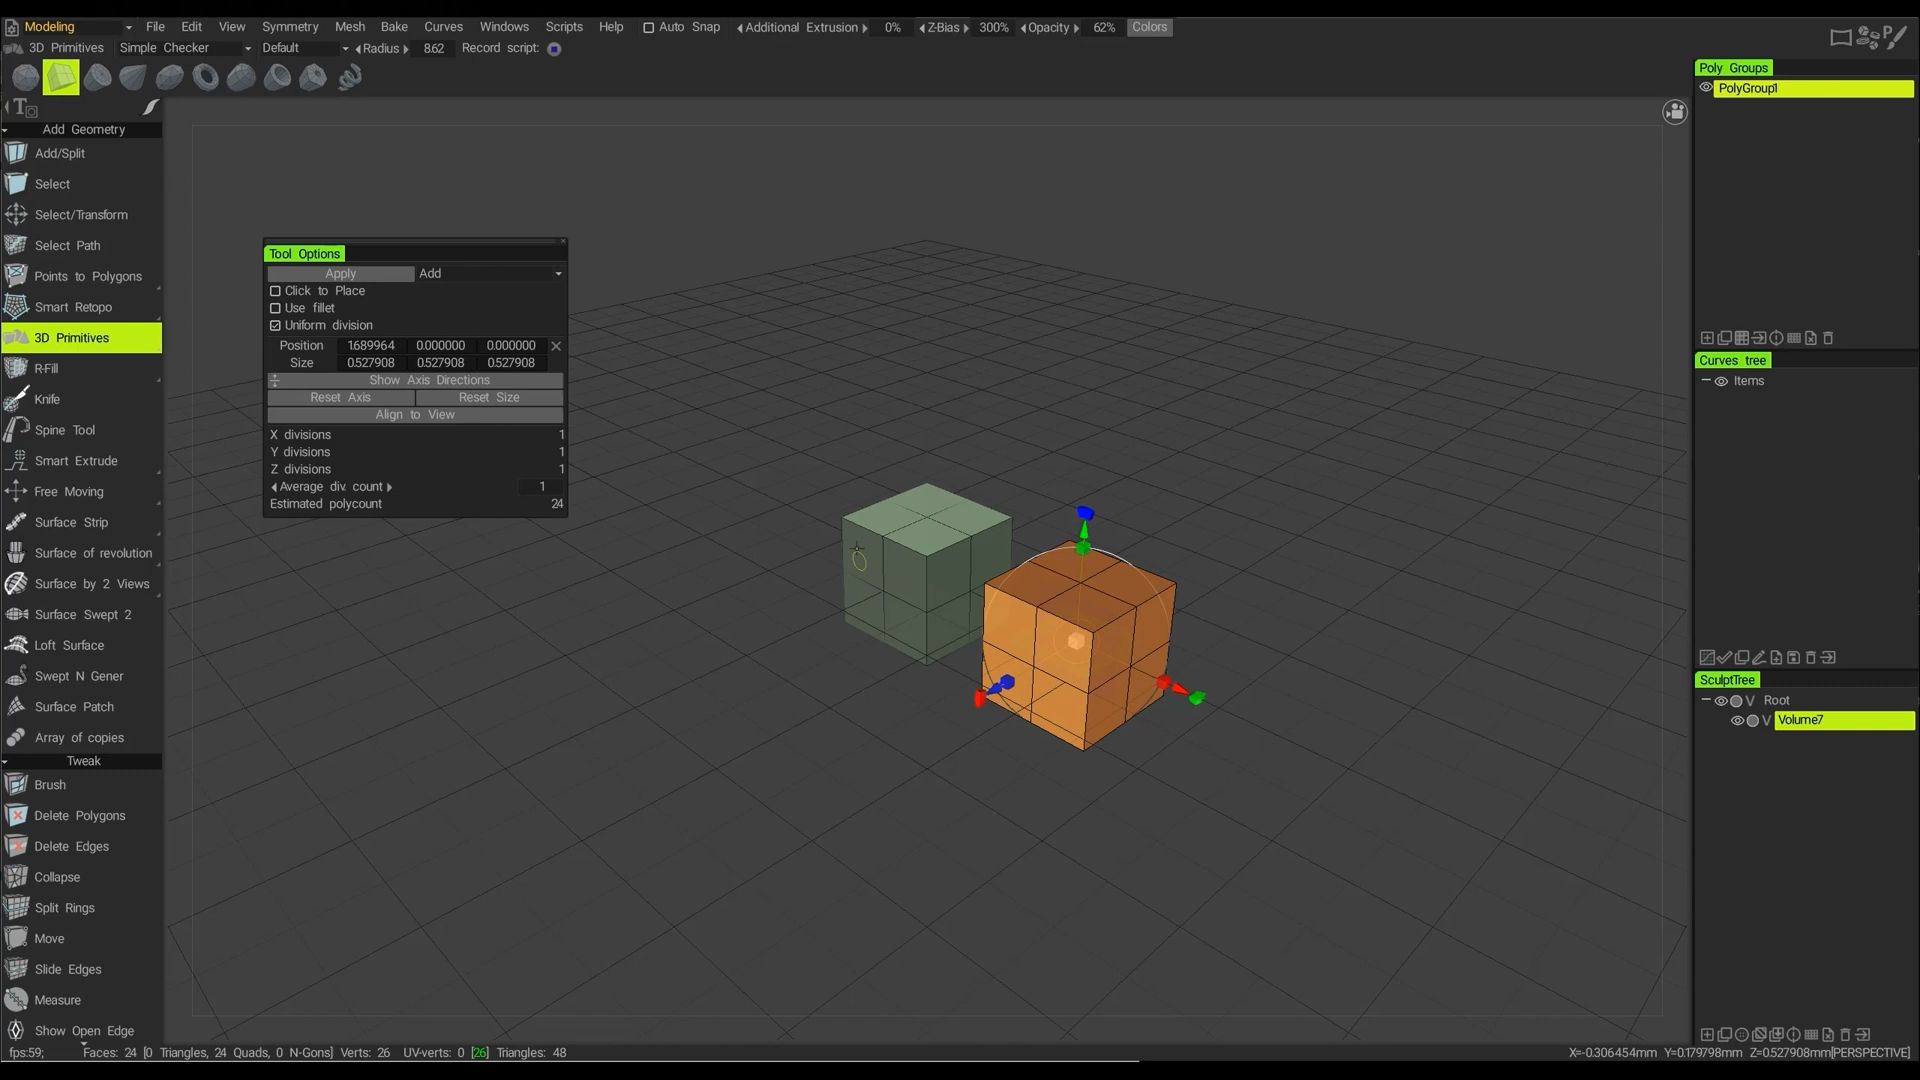 Modeling File Edit View Symmetry Mesh Bake Curves Windows Scripts Help Auto Snap Additional Extrusion 0% Z-Bias 300% Opacity 62% Colors
3D Primitives Simple Checker Default Radius 8.62 Record script:
Add Geometry
Add/Split
Select
Select/Transform
Select Path
Points to Polygons
Smart Retopo
3D Primitives
R-Fill
Knife
Spine Tool
Smart Extrude
Free Moving
Surface Strip
Surface of revolution
Surface by 2 Views
Surface Swept 2
Loft Surface
Swept N Gener
Surface Patch
Array of copies
Tweak
Brush
Delete Polygons
Delete Edges
Collapse
Split Rings
Move
Slide Edges
Measure
Show Open Edge
Tool Options
Apply Add
Click to Place
Use fillet
Uniform division
Position 1.689964 0.000000 0.000000
Size 0.527908 0.527908 0.527908
Show Axis Directions
Reset Axis Reset Size
Align to View
X divisions 1
Y divisions 1
Z divisions 1
Average div. count 1
Estimated polycount 24
Poly Groups
PolyGroup1
Curves tree
Items
SculptTree
V Root
V Volume7
fps:59; Faces: 24 [0 Triangles, 24 Quads, 0 N-Gons] Verts: 26 UV-verts: 0 [26] Triangles: 48
X=-0.306454mm Y=0.179798mm Z=0.527908mm[PERSPECTIVE]